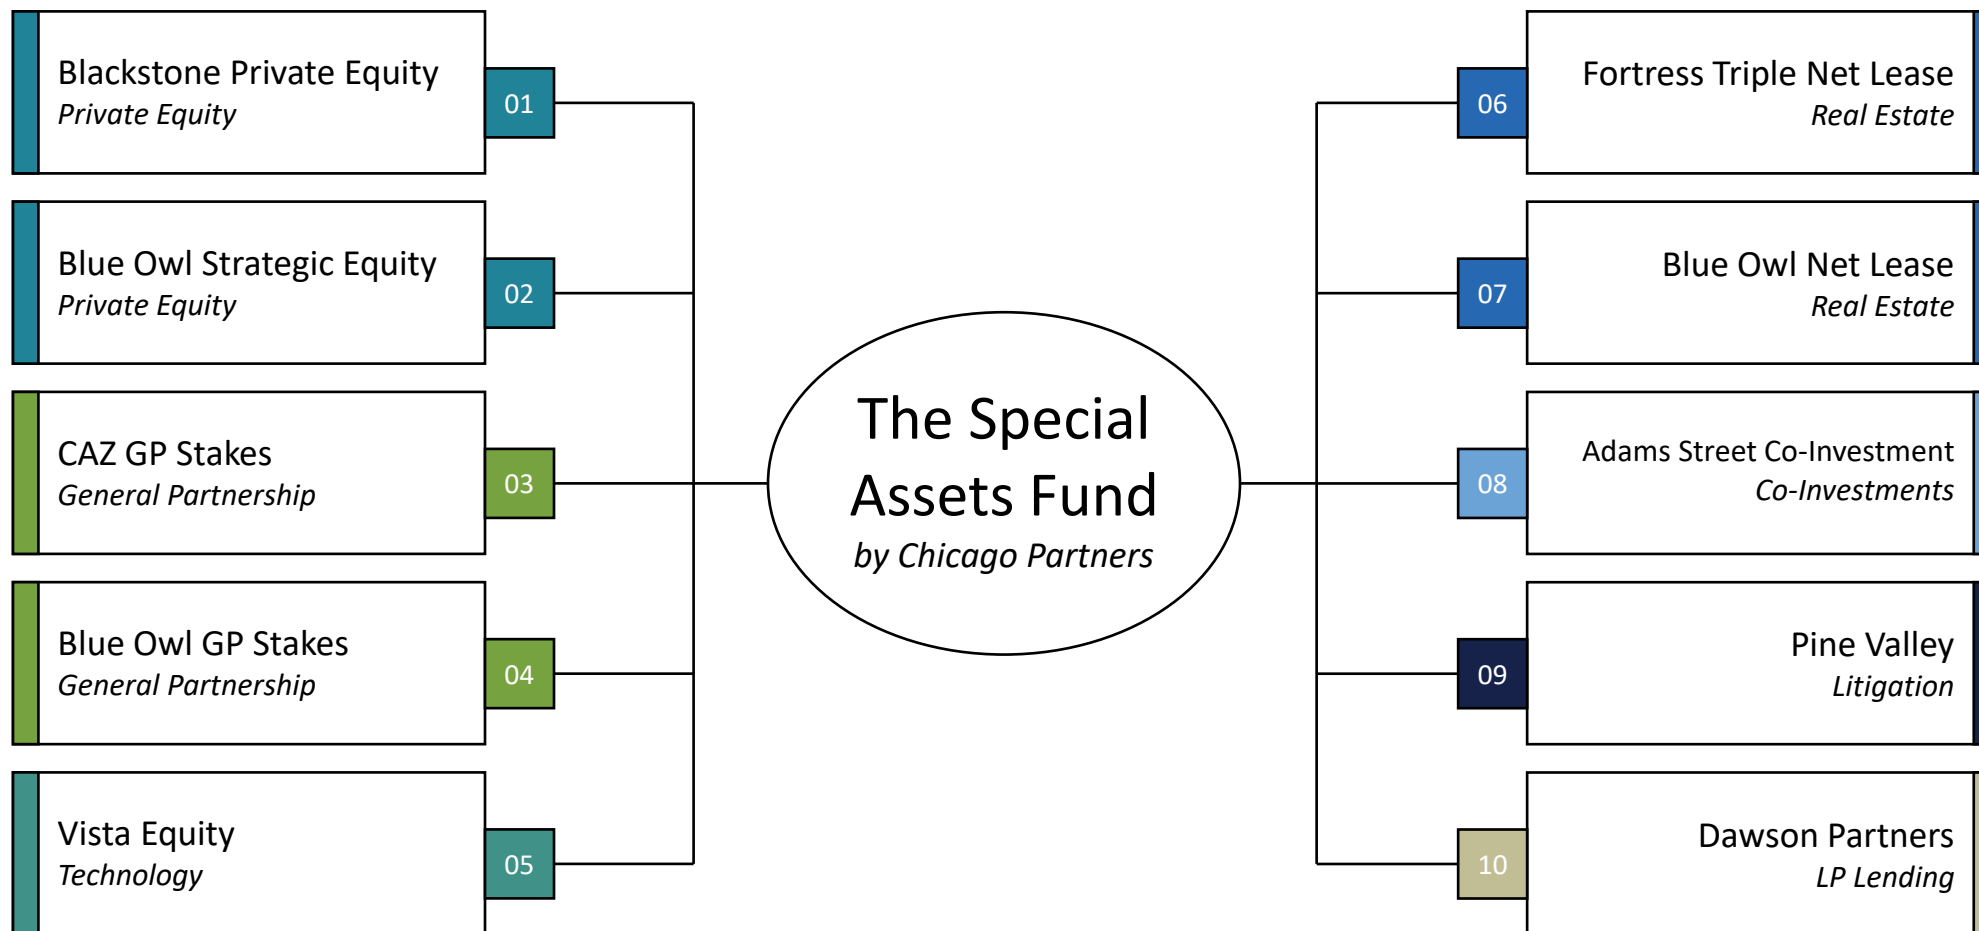 Blackstone Private Equity
Private Equity
01
Blue Owl Strategic Equity
Private Equity
02
CAZ GP Stakes
General Partnership
03
Blue Owl GP Stakes
General Partnership
04
Vista Equity
Technology
05
The Special
Assets Fund
by Chicago Partners
06
Fortress Triple Net Lease
Real Estate
07
Blue Owl Net Lease
Real Estate
08
Adams Street Co-Investment
Co-Investments
09
Pine Valley
Litigation
10
Dawson Partners
LP Lending